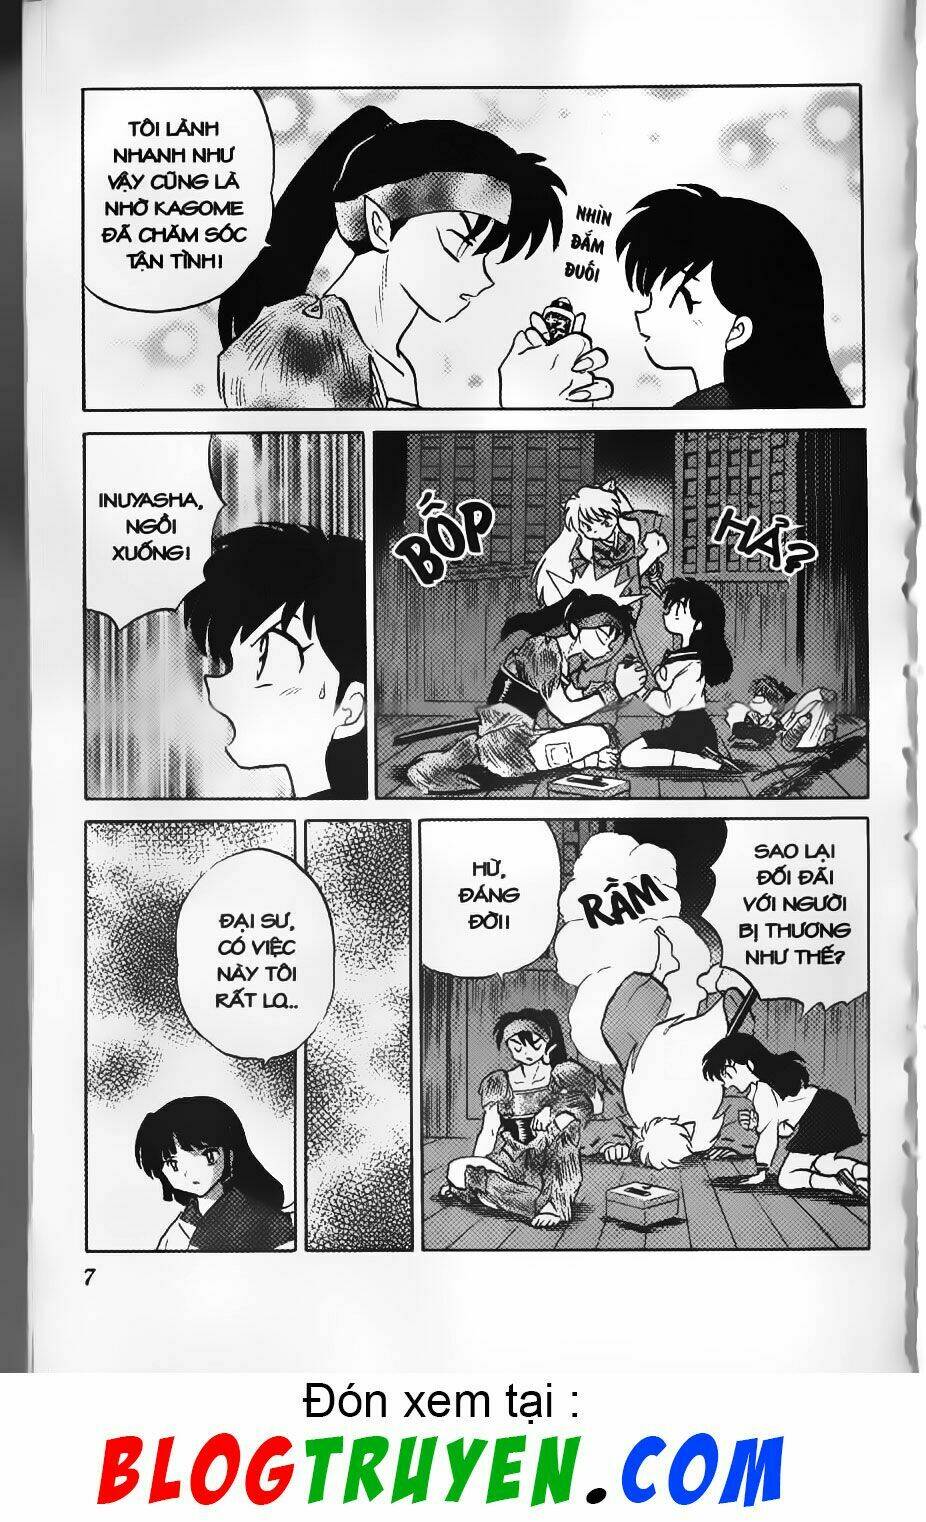 TÔI LÀNH
NHANH NHƯ
VẬY CŨNG LÀ
NHỜ KAGOME
ĐÃ CHĂM SÓC
TẬN TÌNH!
NHÌN
ĐẮM
ĐUỐI
INUYASHA,
NGỒI
XUỐNG!
BỐP
HẢ?
ĐẠI SƯ,
CÓ VIỆC
NÀY TÔI
RẤT LO...
HỪ,
ĐÁNG
ĐỜI!
RẦM
SAO LẠI
ĐỐI ĐÃI
VỚI NGƯỜI
BỊ THƯƠNG
NHƯ THẾ?
7
Đón xem tại :
BLOGTRUYEN.COM